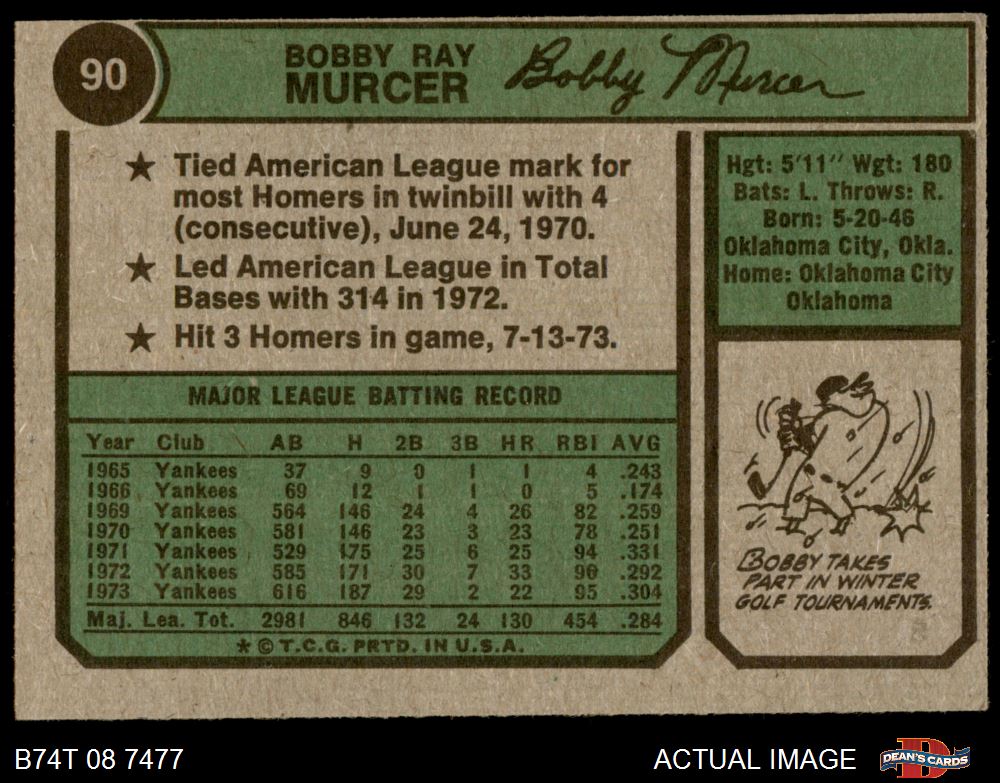 90
BOBBY RAY
MURCER
Bobby Murcer
★ Tied American League mark for
most Homers in twinbill with 4
(consecutive), June 24, 1970.
★ Led American League in Total
Bases with 314 in 1972.
★ Hit 3 Homers in game, 7-13-73.
Hgt: 5'11" Wgt: 180
Bats: L. Throws: R.
Born: 5-20-46
Oklahoma City, Okla.
Home: Oklahoma City
Oklahoma
MAJOR LEAGUE BATTING RECORD
Year Club AB H 2B 3B HR RBI AVG
1965 Yankees 37 9 0 1 1 4 .243
1966 Yankees 69 12 1 1 0 5 .174
1969 Yankees 564 146 24 4 26 82 .259
1970 Yankees 581 146 23 3 23 78 .251
1971 Yankees 529 175 25 6 25 94 .331
1972 Yankees 585 171 30 7 33 96 .292
1973 Yankees 616 187 29 2 22 95 .304
Maj. Lea. Tot. 2981 846 132 24 130 454 .284
* © T.C.G. PRTD. IN U.S.A.
BOBBY TAKES
PART IN WINTER
GOLF TOURNAMENTS.
B74T 08 7477
ACTUAL IMAGE
D
DEAN'S CARDS